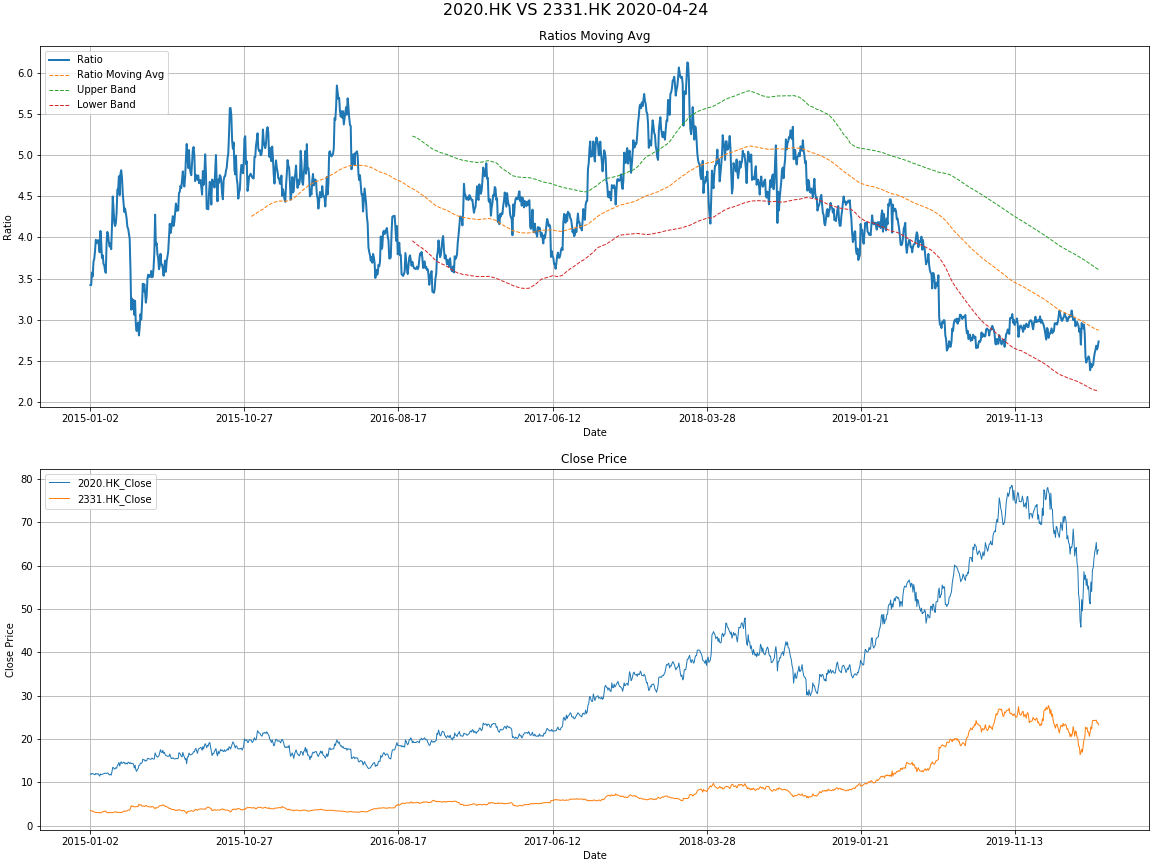 2020.HK VS 2331.HK 2020-04-24
Ratios Moving Avg
Ratio
Ratio Moving Avg
Upper Band
Lower Band
6.0
5.5
5.0
4.5
4.0
3.5
3.0
2.5
2.0
Ratio
2015-01-02 2015-10-27 2016-08-17 2017-06-12 2018-03-28 2019-01-21 2019-11-13
Date
Close Price
2020.HK_Close
2331.HK_Close
80
70
60
50
40
30
20
10
0
Close Price
2015-01-02 2015-10-27 2016-08-17 2017-06-12 2018-03-28 2019-01-21 2019-11-13
Date